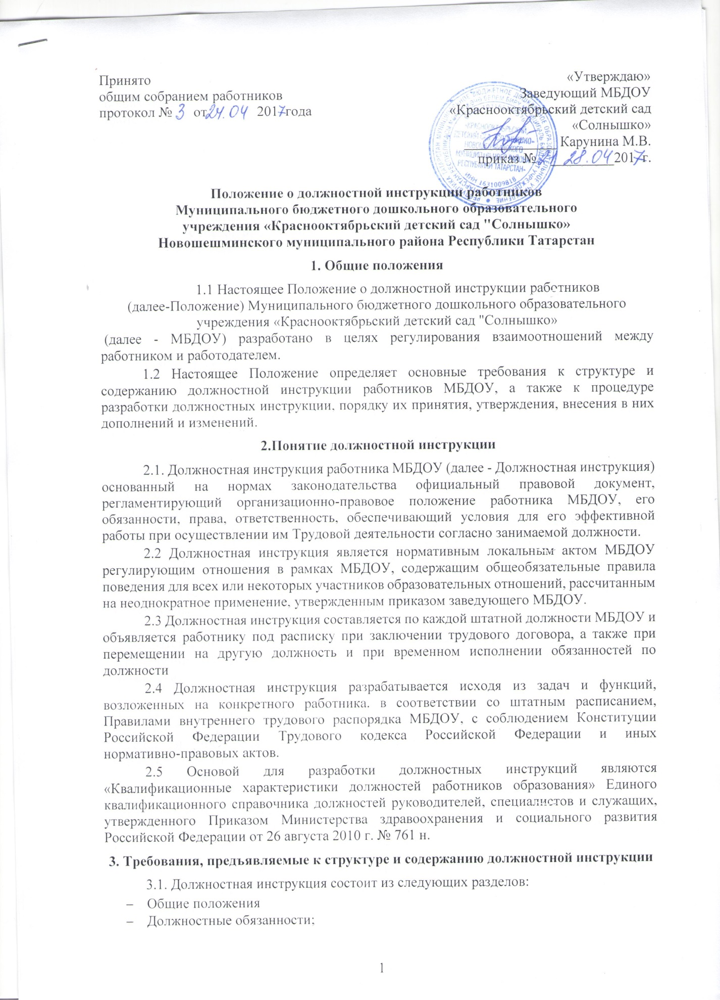 Принято
общим собранием работников
протокол № 3 от 24.04 2017 года
«Утверждаю»
Заведующий МБДОУ
«Краснооктябрьский детский сад
«Солнышко»
Карунина М.В.
приказ № 28.04 2017 г.
ИНН 1631009818
Положение о должностной инструкции работников
Муниципального бюджетного дошкольного образовательного
учреждения «Краснооктябрьский детский сад "Солнышко»
Новошешминского муниципального района Республики Татарстан
1. Общие положения
1.1 Настоящее Положение о должностной инструкции работников
(далее-Положение) Муниципального бюджетного дошкольного образовательного
учреждения «Краснооктябрьский детский сад "Солнышко»
(далее - МБДОУ) разработано в целях регулирования взаимоотношений между
работником и работодателем.
1.2 Настоящее Положение определяет основные требования к структуре и
содержанию должностной инструкции работников МБДОУ, а также к процедуре
разработки должностных инструкции, порядку их принятия, утверждения, внесения в них
дополнений и изменений.
2.Понятие должностной инструкции
2.1. Должностная инструкция работника МБДОУ (далее - Должностная инструкция)
основанный на нормах законодательства официальный правовой документ,
регламентирующий организационно-правовое положение работника МБДОУ, его
обязанности, права, ответственность, обеспечивающий условия для его эффективной
работы при осуществлении им Трудовой деятельности согласно занимаемой должности.
2.2 Должностная инструкция является нормативным локальным актом МБДОУ
регулирующим отношения в рамках МБДОУ, содержащим общеобязательные правила
поведения для всех или некоторых участников образовательных отношений, рассчитанным
на неоднократное применение, утвержденным приказом заведующего МБДОУ.
2.3 Должностная инструкция составляется по каждой штатной должности МБДОУ и
объявляется работнику под расписку при заключении трудового договора, а также при
перемещении на другую должность и при временном исполнении обязанностей по
должности
2.4 Должностная инструкция разрабатывается исходя из задач и функций,
возложенных на конкретного работника. в соответствии со штатным расписанием,
Правилами внутреннего трудового распорядка МБДОУ, с соблюдением Конституции
Российской Федерации Трудового кодекса Российской Федерации и иных
нормативно-правовых актов.
2.5 Основой для разработки должностных инструкций являются
«Квалификационные характеристики должностей работников образования» Единого
квалификационного справочника должностей руководителей, специалистов и служащих,
утвержденного Приказом Министерства здравоохранения и социального развития
Российской Федерации от 26 августа 2010 г. № 761 н.
3. Требования, предъявляемые к структуре и содержанию должностной инструкции
3.1. Должностная инструкция состоит из следующих разделов:
– Общие положения
– Должностные обязанности;
1